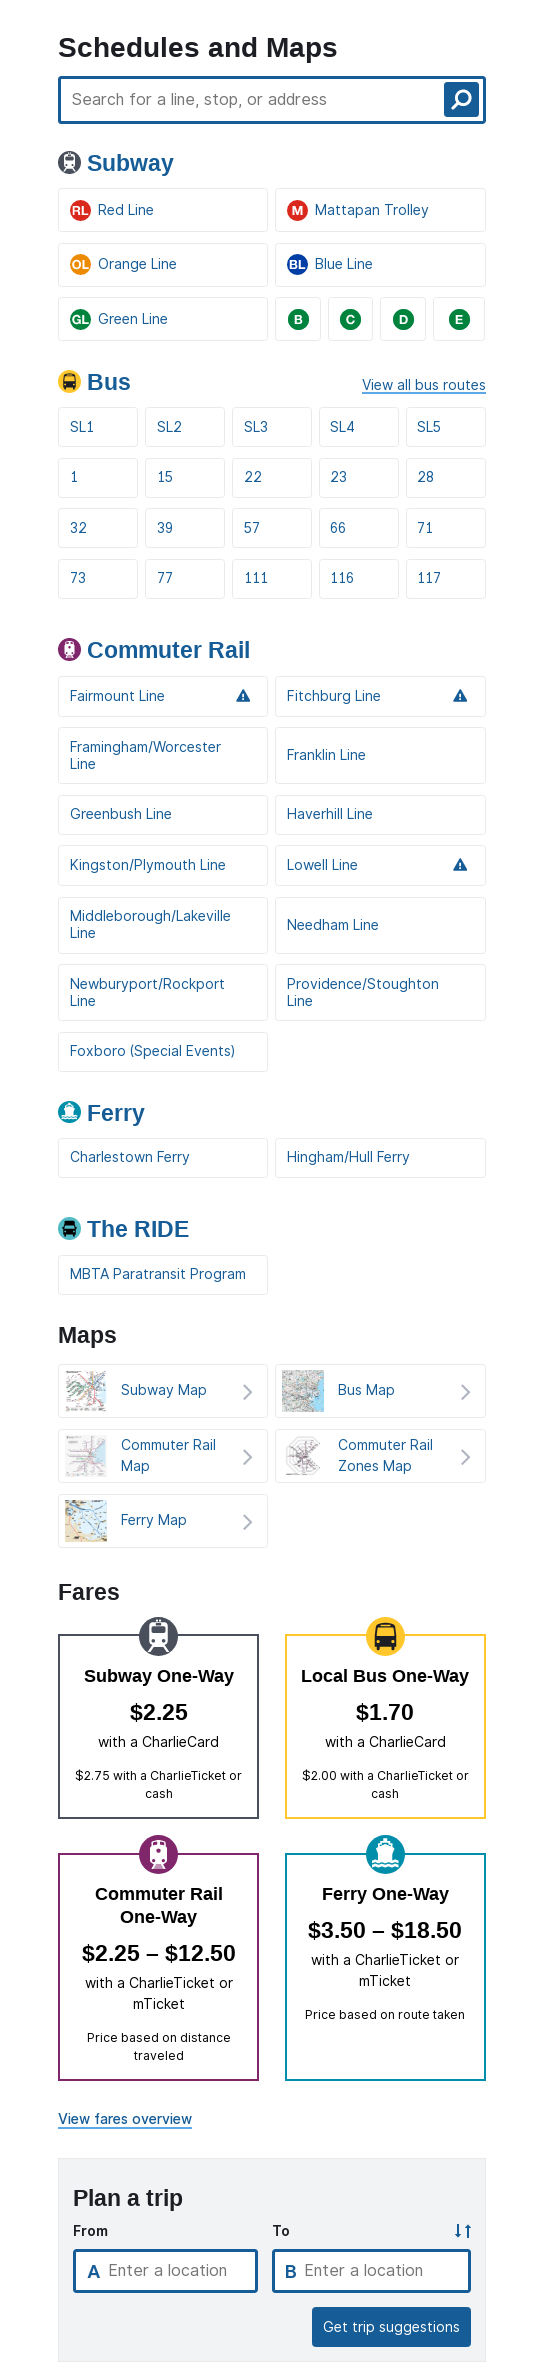 Schedules and Maps
Search for a line, stop, or address
Subway
RL Red Line
M Mattapan Trolley
OL Orange Line
BL Blue Line
GL Green Line
B C D E
Bus
View all bus routes
SL1 SL2 SL3 SL4 SL5
1 15 22 23 28
32 39 57 66 71
73 77 111 116 117
Commuter Rail
Fairmount Line
Fitchburg Line
Framingham/Worcester
Line
Franklin Line
Greenbush Line
Haverhill Line
Kingston/Plymouth Line
Lowell Line
Middleborough/Lakeville
Line
Needham Line
Newburyport/Rockport
Line
Providence/Stoughton
Line
Foxboro (Special Events)
Ferry
Charlestown Ferry
Hingham/Hull Ferry
The RIDE
MBTA Paratransit Program
Maps
Subway Map
Bus Map
Commuter Rail
Map
Commuter Rail
Zones Map
Ferry Map
Fares
Subway One-Way
$2.25
with a CharlieCard
$2.75 with a CharlieTicket or
cash
Local Bus One-Way
$1.70
with a CharlieCard
$2.00 with a CharlieTicket or
cash
Commuter Rail
One-Way
$2.25 – $12.50
with a CharlieTicket or
mTicket
Price based on distance
traveled
Ferry One-Way
$3.50 – $18.50
with a CharlieTicket or
mTicket
Price based on route taken
View fares overview
Plan a trip
From
A Enter a location
To
B Enter a location
Get trip suggestions